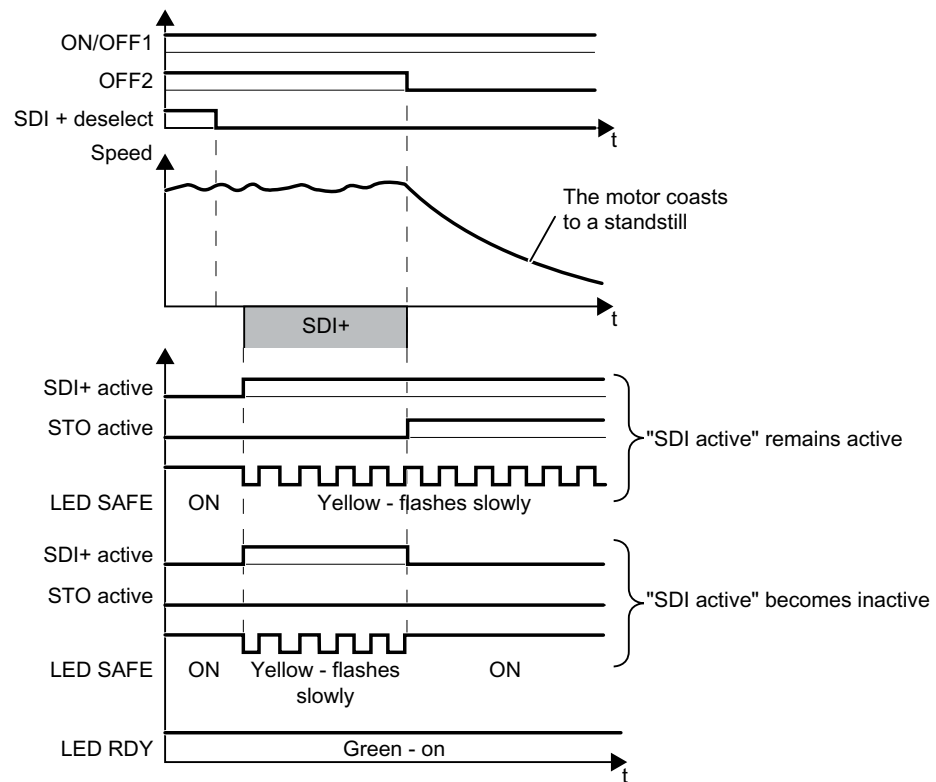 ON/OFF1
OFF2
SDI + deselect
t
Speed
The motor coasts
to a standstill
SDI+
t
SDI+ active
STO active
"SDI active" remains active
LED SAFE
ON
Yellow - flashes slowly
SDI+ active
STO active
"SDI active" becomes inactive
LED SAFE
ON
Yellow - flashes
slowly
ON
LED RDY
Green - on
t